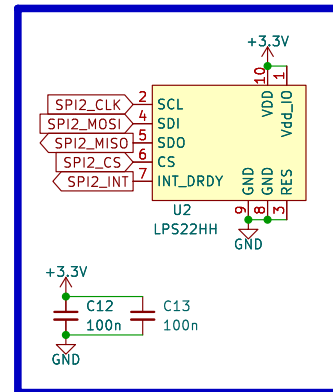 +3.3V
10
1
VDD
Vdd_IO
SPI2_CLK 2 SCL
SPI2_MOSI 4 SDI
SPI2_MISO 5 SDO
SPI2_CS 6 CS
SPI2_INT 7 INT_DRDY
GND
GND
RES
9
8
3
U2
LPS22HH
GND
+3.3V
C12
100n
C13
100n
GND